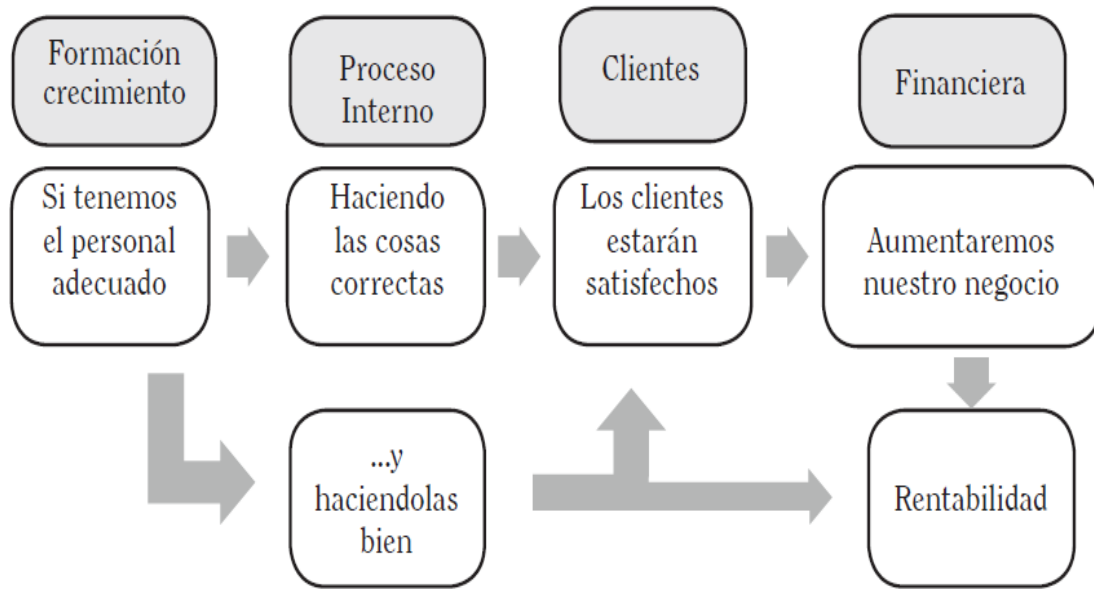 Formación
crecimiento
Proceso
Interno
Clientes
Financiera
Si tenemos
el personal
adecuado
Haciendo
las cosas
correctas
Los clientes
estarán
satisfechos
Aumentaremos
nuestro negocio
...y
haciendolas
bien
Rentabilidad